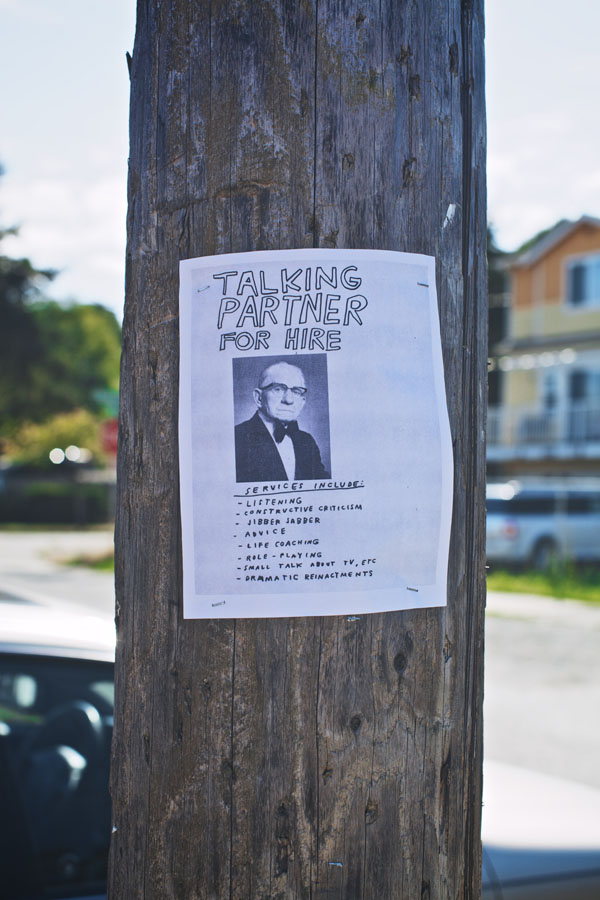 TALKING
PARTNER
FOR HIRE
SERVICES INCLUDE:
- LISTENING
- CONSTRUCTIVE CRITICISM
- JIBBER JABBER
- ADVICE
- LIFE COACHING
- ROLE-PLAYING
- SMALL TALK ABOUT TV, ETC
- DRAMATIC REINACTMENTS